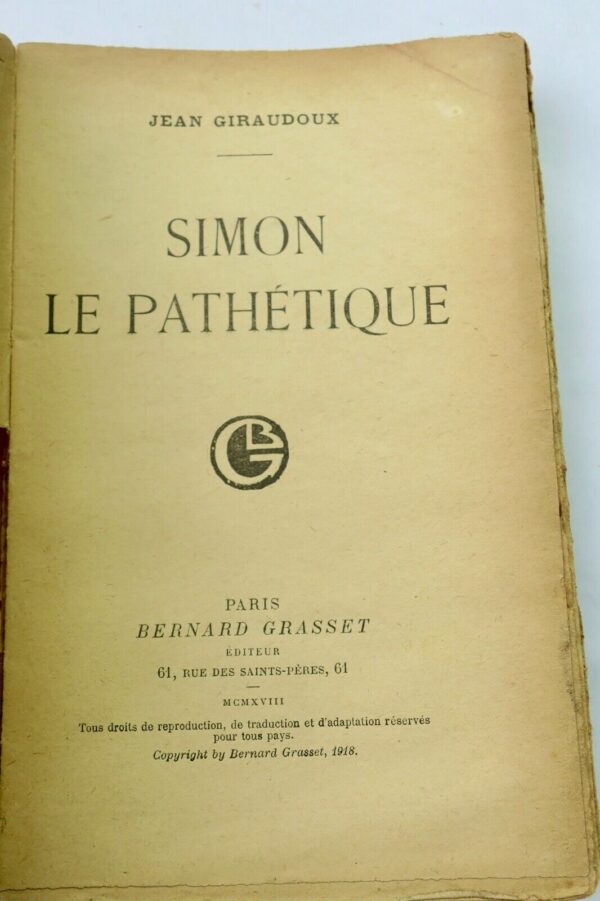 JEAN GIRAUDOUX
SIMON
LE PATHÉTIQUE
BG
PARIS
BERNARD GRASSET
ÉDITEUR
61, RUE DES SAINTS-PÈRES, 61
MCMXVIII
Tous droits de reproduction, de traduction et d'adaptation réservés
pour tous pays.
Copyright by Bernard Grasset, 1918.